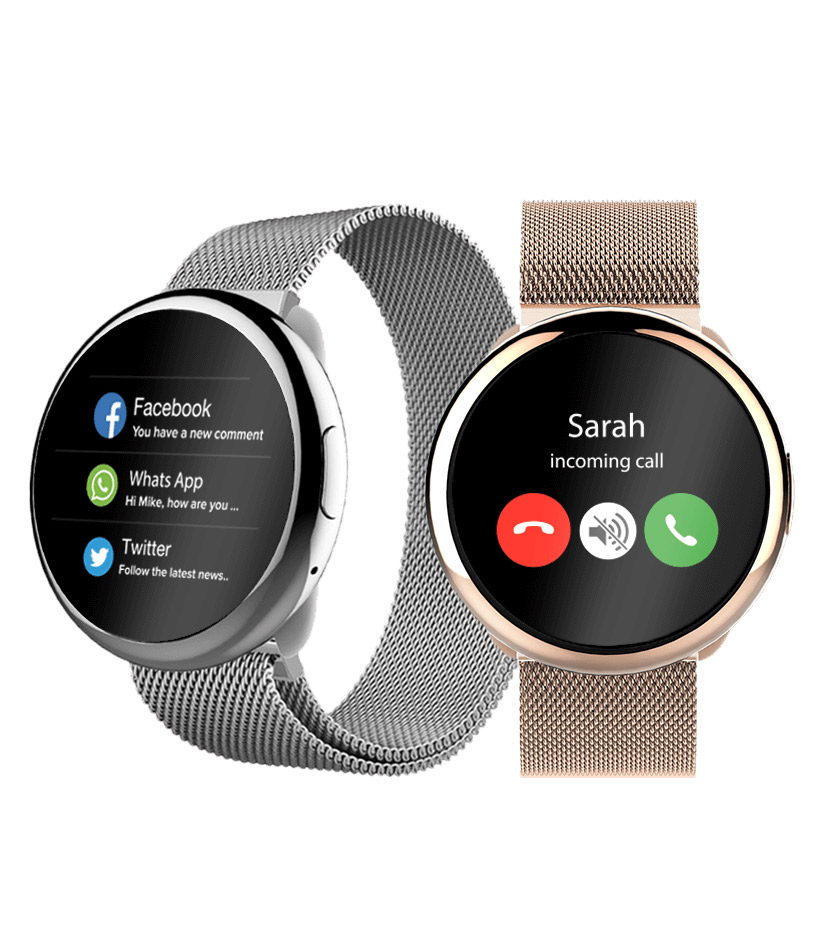 Facebook
You have a new comment
Whats App
Hi Mike, how are you ...
Twitter
Follow the latest news..
Sarah
incoming call